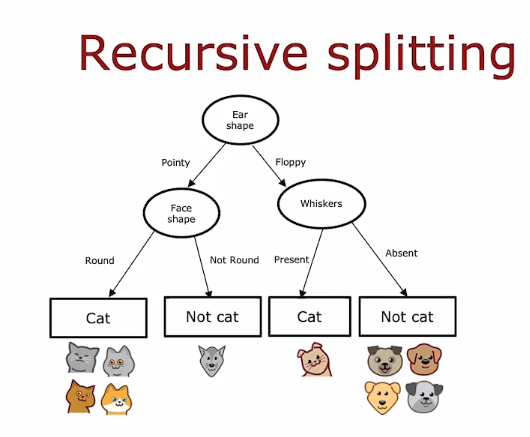 Recursive splitting
Ear
shape
Pointy
Floppy
Face
shape
Whiskers
Round
Not Round
Present
Absent
Cat
Not cat
Cat
Not cat